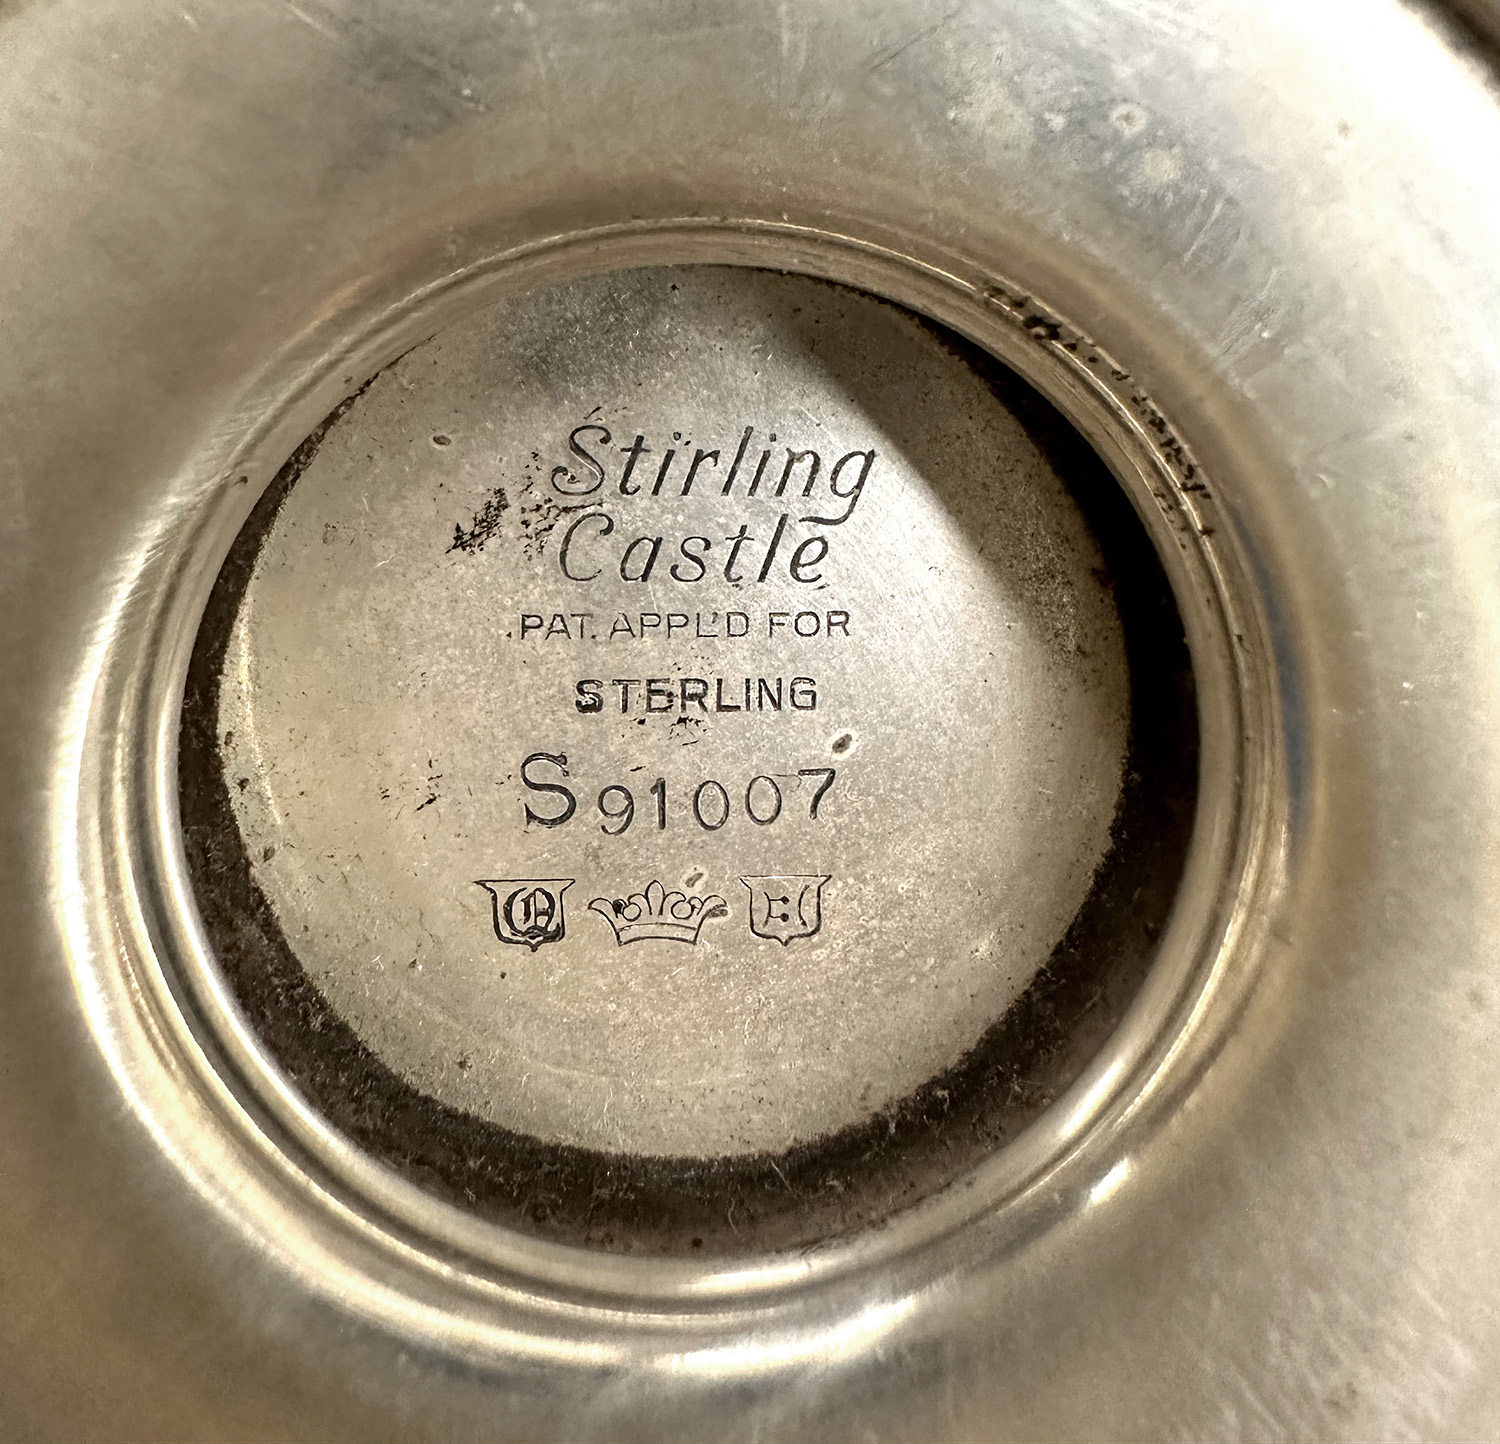 Stirling
Castle
PAT. APPL'D FOR
STERLING
S91007